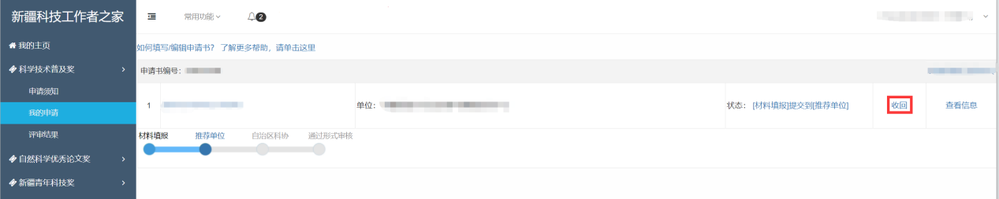 新疆科技工作者之家
常用功能
2
我的主页
科学技术普及奖
申请须知
我的申请
评审结果
自然科学优秀论文奖
新疆青年科技奖
如何填写/编辑申请书？ 了解更多帮助，请单击这里
申请书编号：
1 单位： 状态： [材料填报]提交到[推荐单位] 收回 查看信息
材料填报 推荐单位 自治区科协 通过形式审核